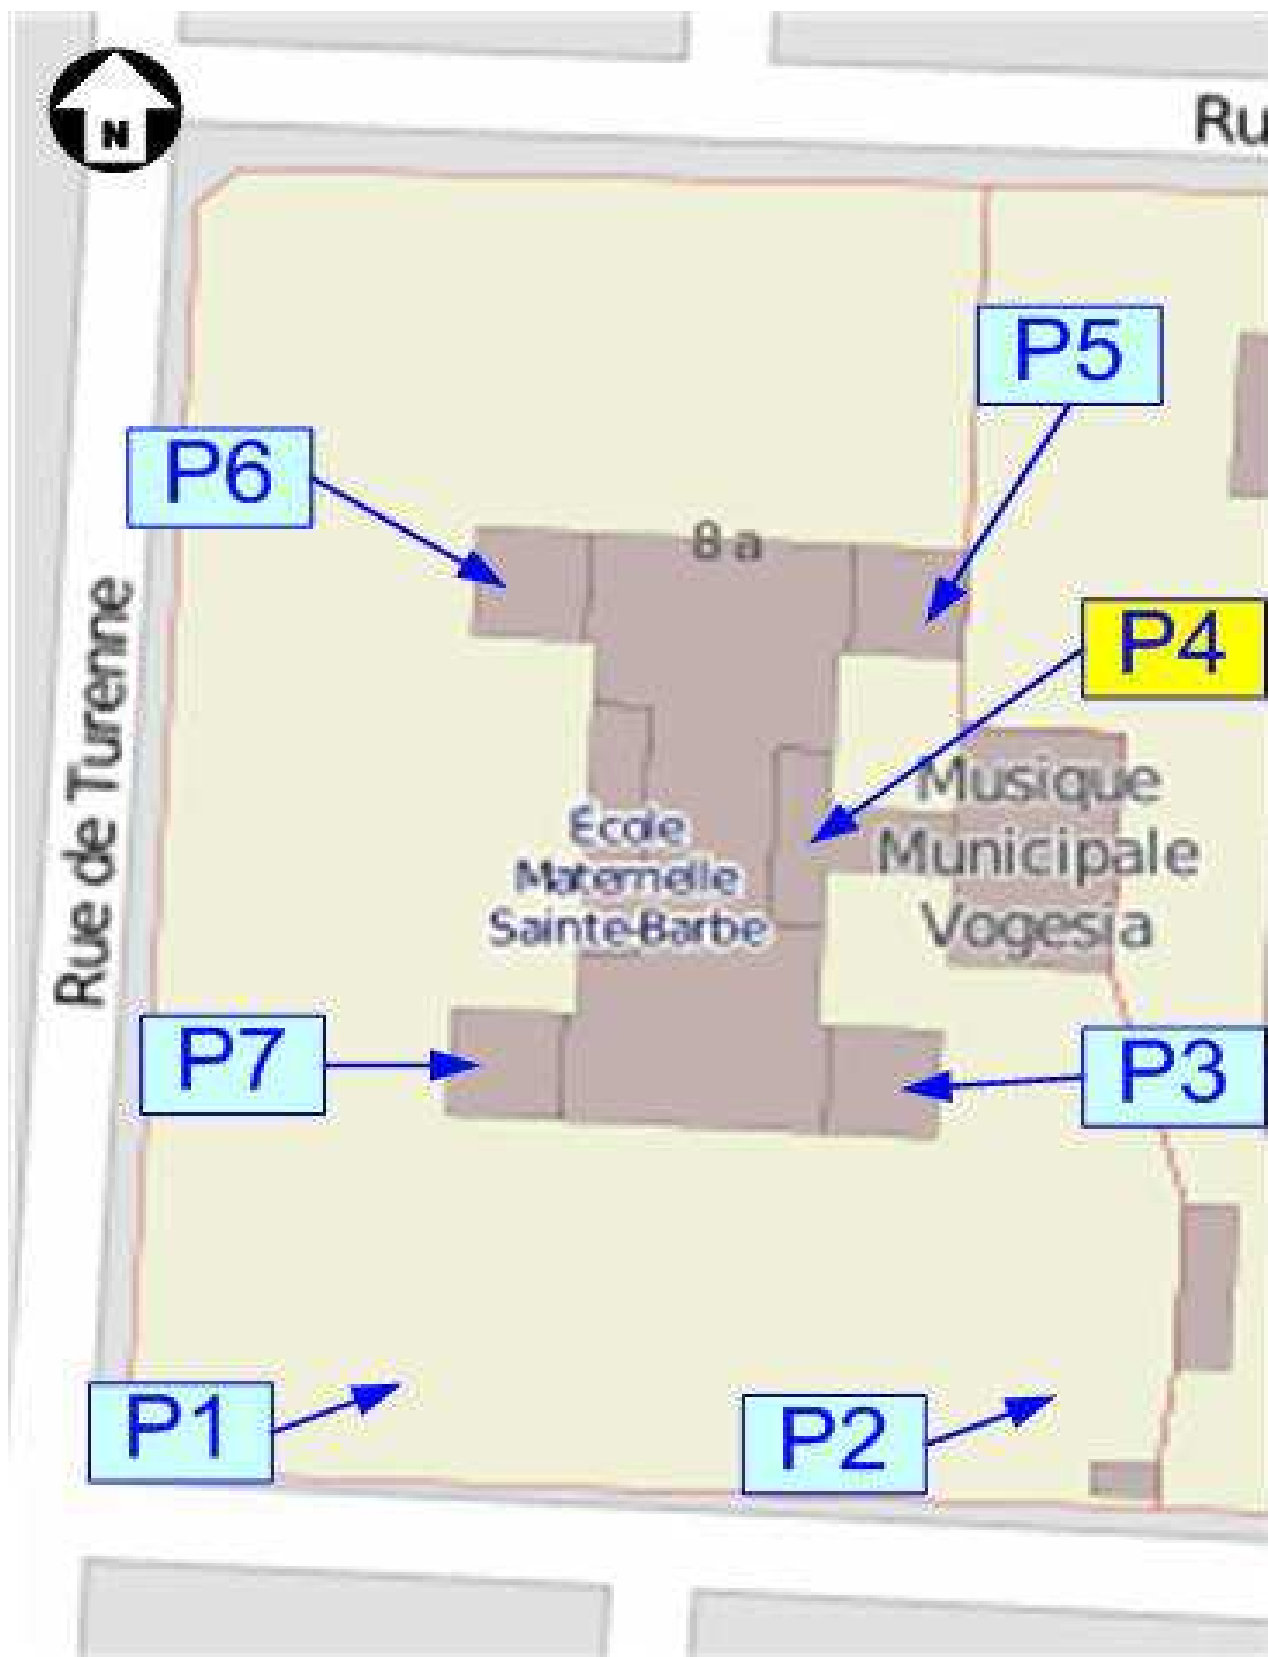 N
Ru
P5
P6
8 a
P4
Rue de Turenne
Musique
Municipale
Vogesia
École
Maternelle
Sainte-Barbe
P7
P3
P1
P2